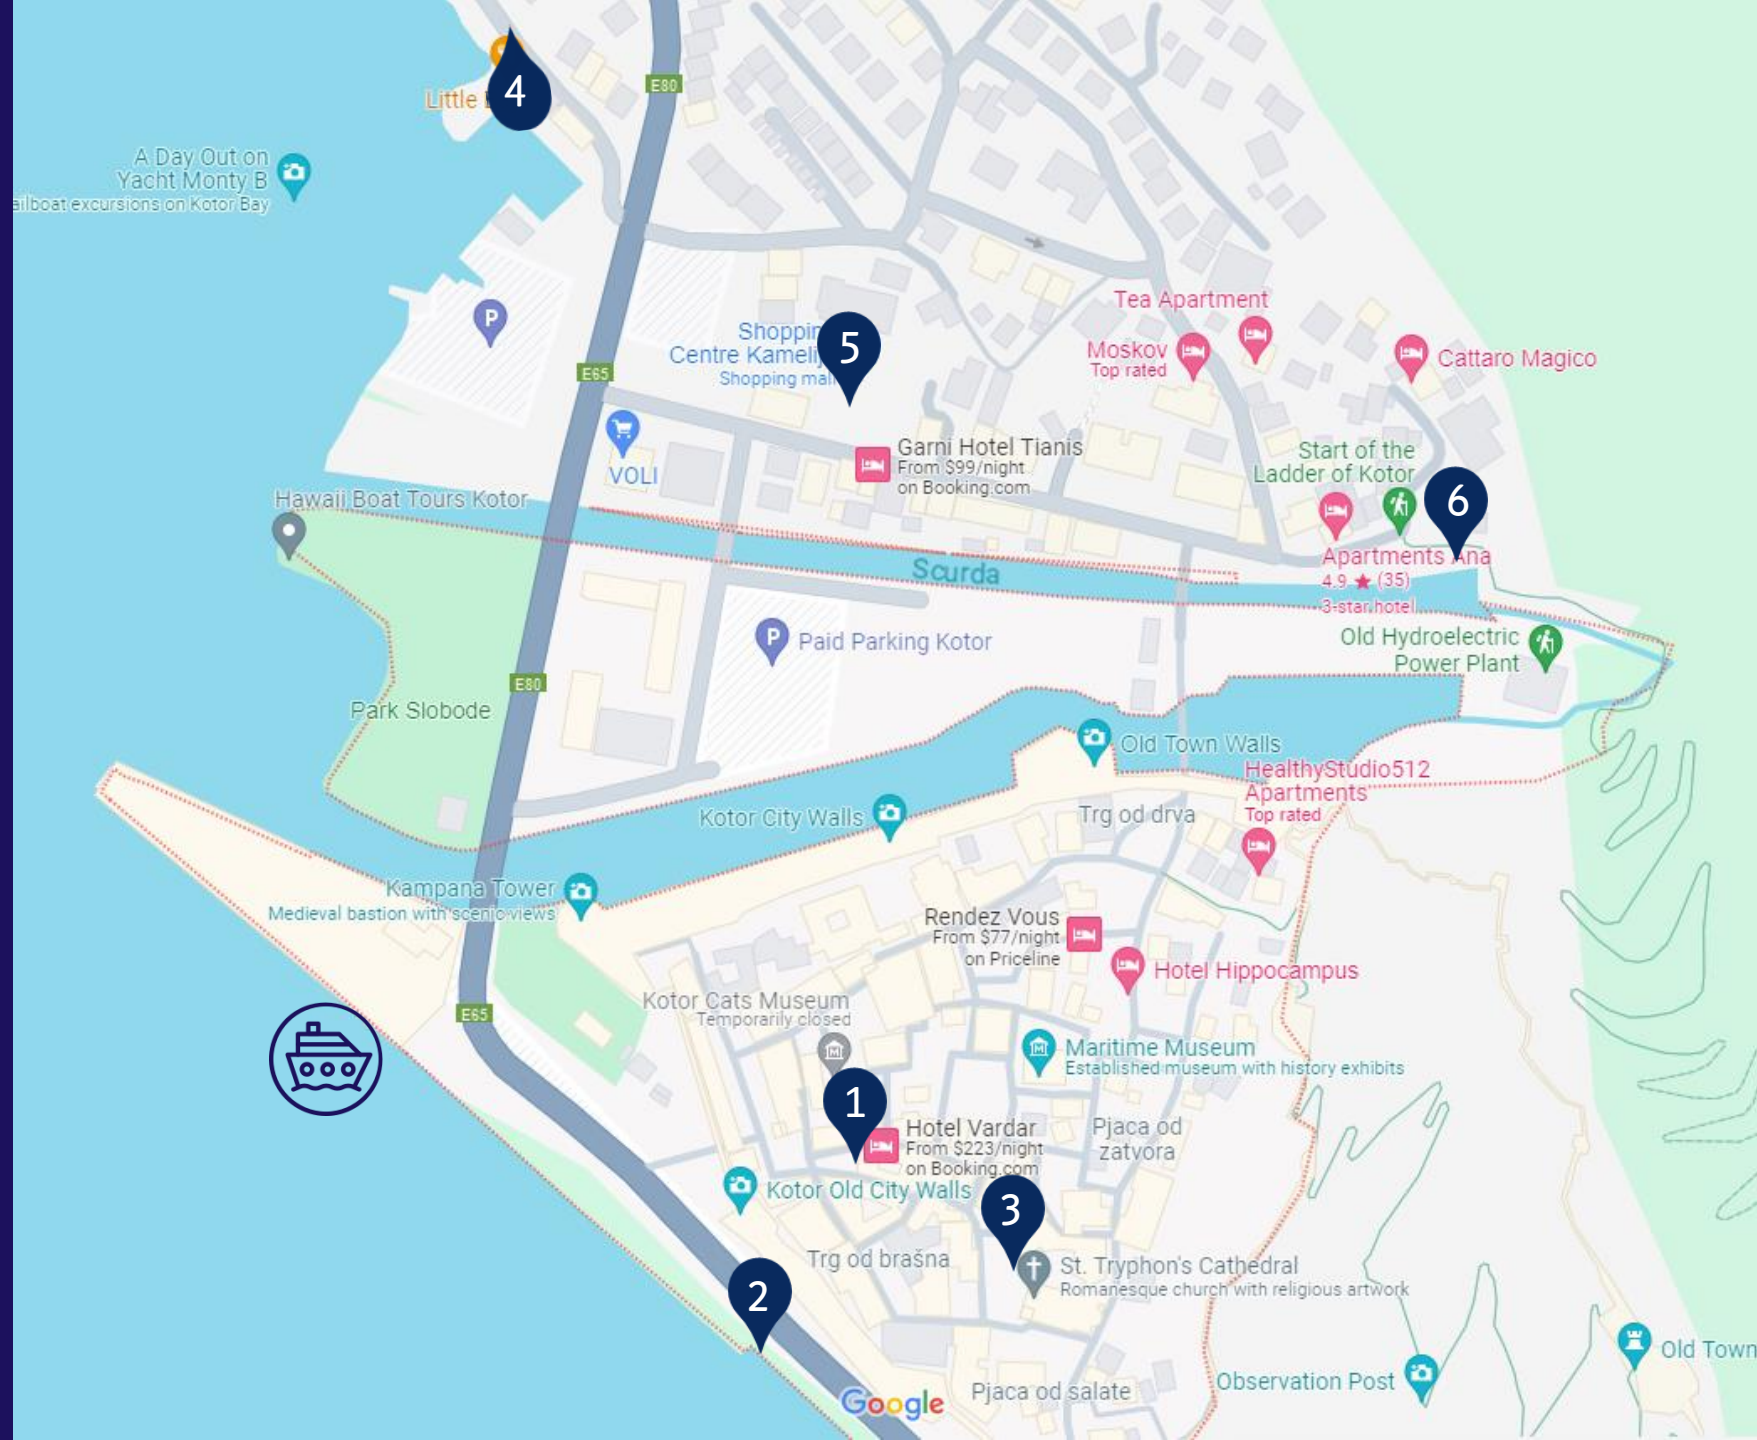 4
E80
Little
A Day Out on
Yacht Monty B
ailboat excursions on Kotor Bay
P
Tea Apartment
Shoppin
Centre Kameli
Shopping mall
5
Moskov
Top rated
Cattaro Magico
E65
VOLI
Garni Hotel Tianis
From $99/night
on Booking.com
Start of the
Ladder of Kotor
6
Hawaii Boat Tours Kotor
Scurda
Apartments Ana
4.9 ★ (35)
3-star hotel
P
Paid Parking Kotor
Old Hydroelectric
Power Plant
E80
Park Slobode
Old Town Walls
HealthyStudio512
Apartments
Top rated
Kotor City Walls
Trg od drva
Kampana Tower
Medieval bastion with scenic views
Rendez Vous
From $77/night
on Priceline
Hotel Hippocampus
Kotor Cats Museum
Temporarily closed
E65
Maritime Museum
Established museum with history exhibits
1
Hotel Vardar
From $223/night
on Booking.com
Pjaca od
zatvora
Kotor Old City Walls
3
Trg od brašna
St. Tryphon's Cathedral
Romanesque church with religious artwork
2
Old Town
Observation Post
Pjaca od salate
Google